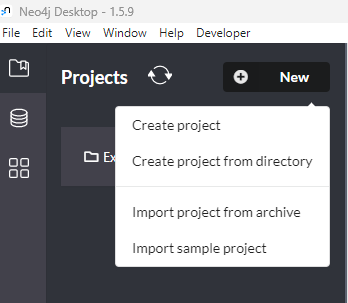 Neo4j Desktop - 1.5.9
File Edit View Window Help Developer
Projects
New
Create project
Create project from directory
Ex
Import project from archive
Import sample project